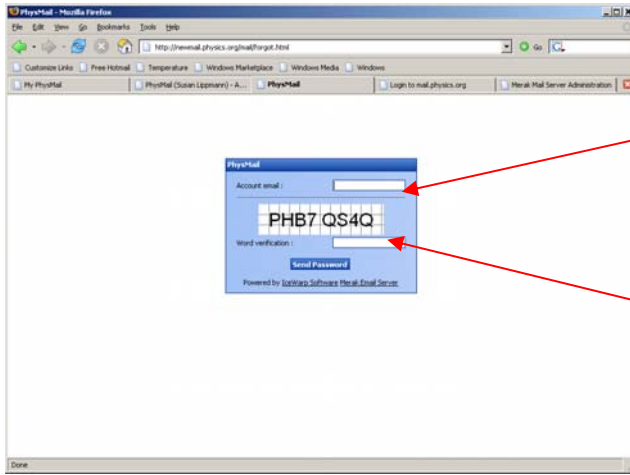 PhysMail - Mozilla Firefox
File Edit View Go Bookmarks Tools Help
http://newmail.physics.org/mail/forgot.html Go
Customize Links Free Hotmail Temperature Windows Marketplace Windows Media Windows
My PhysMail PhysMail (Susan Lippmann) - A... PhysMail Login to mail.physics.org Merak Mail Server Administration
PhysMail
Account email :
PHB7 QS4Q
Word verification :
Send Password
Powered by IceWarp Software Merak Email Server
Done